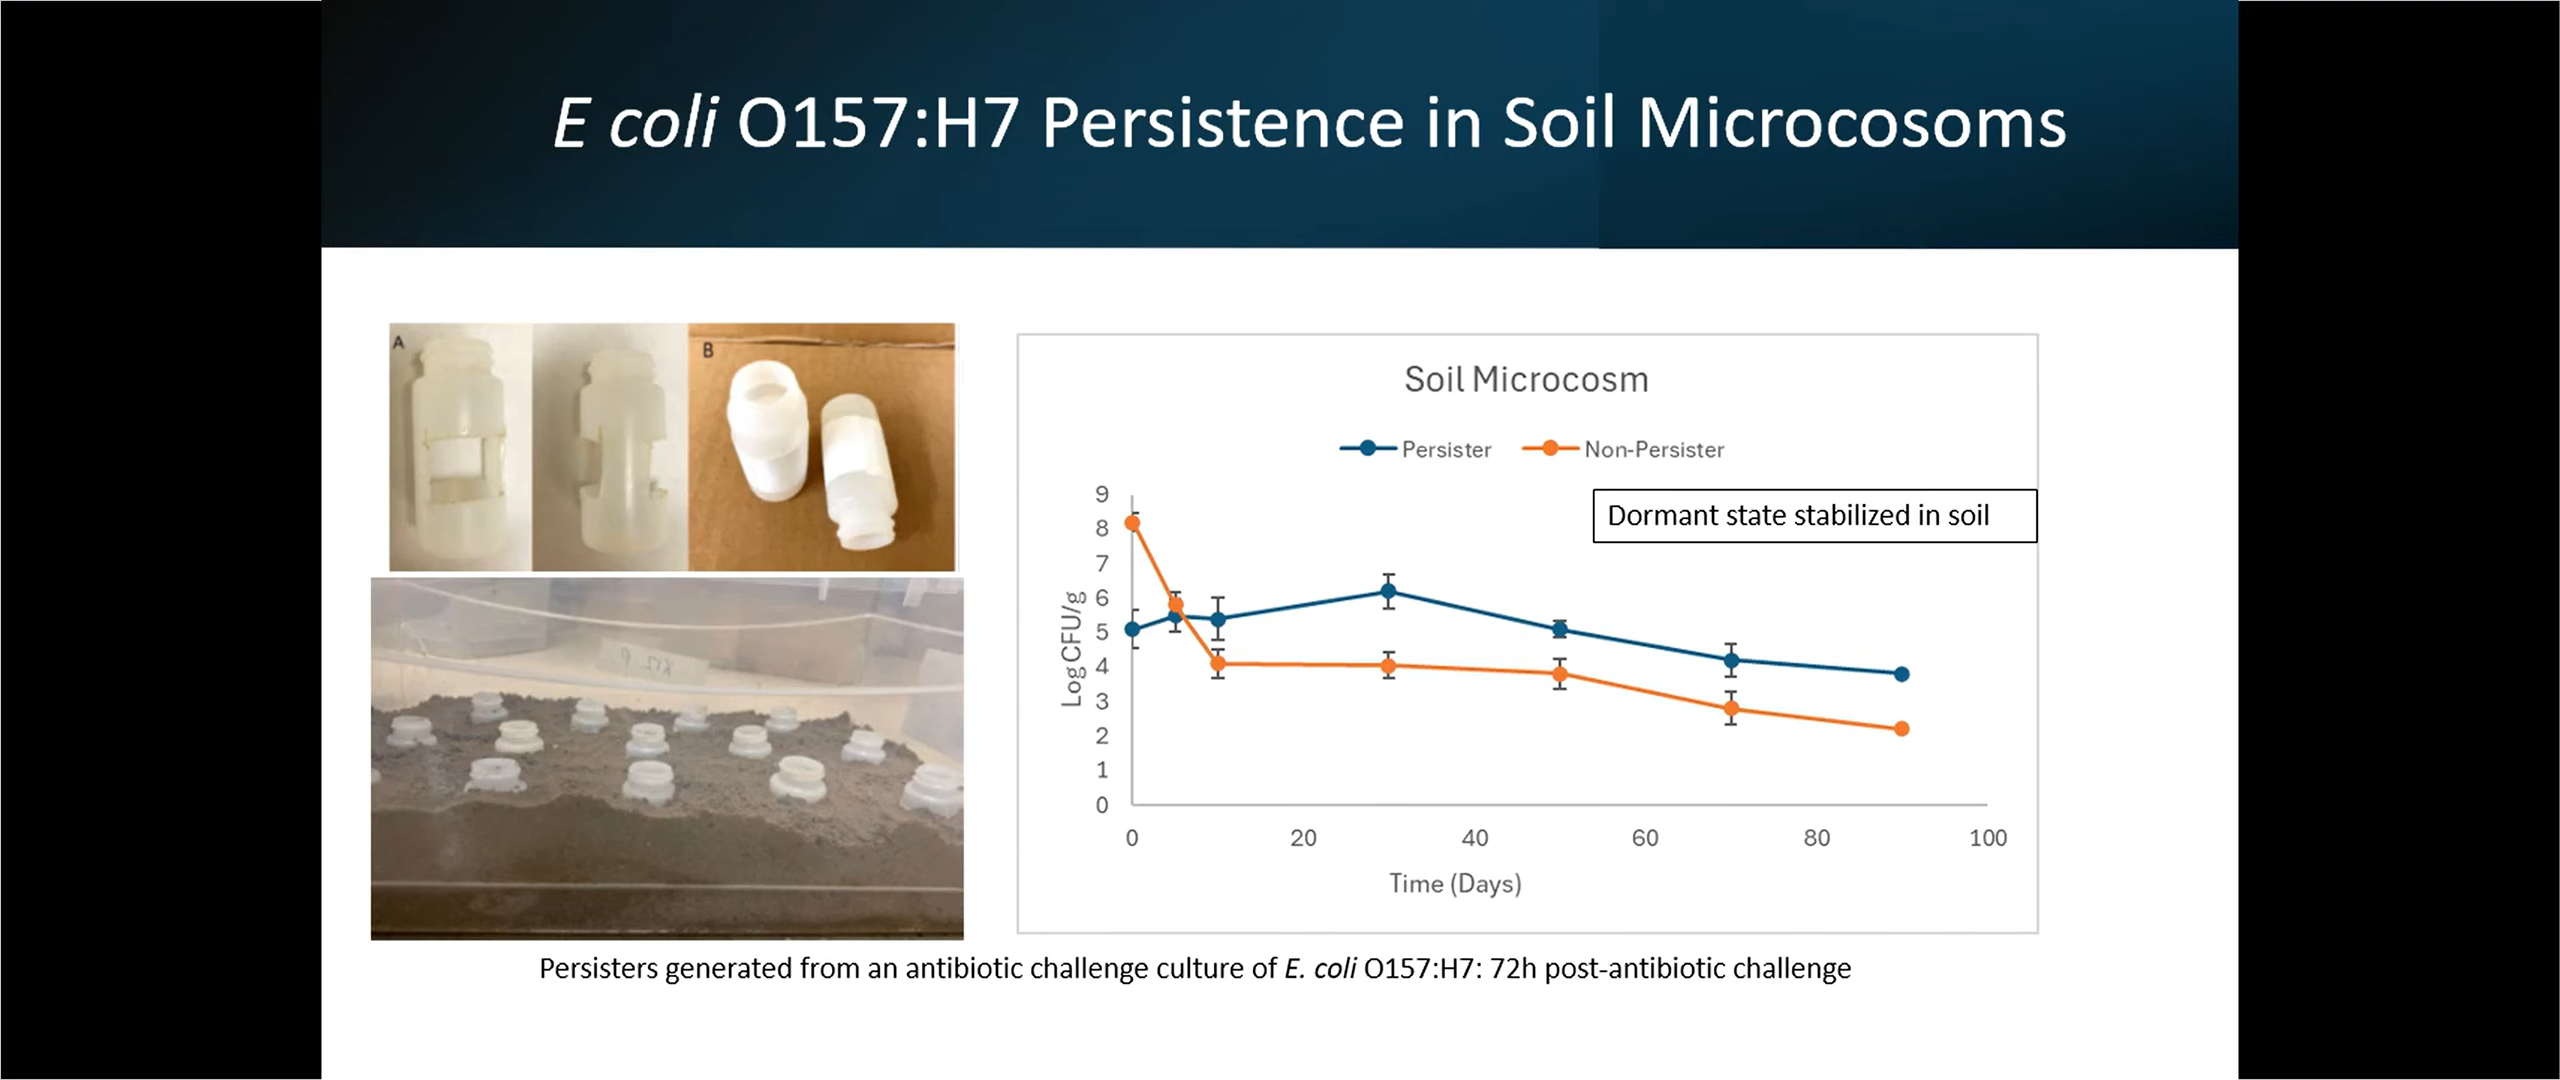 E coli O157:H7 Persistence in Soil Microcosoms
A
B
Soil Microcosm
Persister
Non-Persister
Dormant state stabilized in soil
9
8
7
6
5
4
3
2
1
0
Log CFU/g
0 20 40 60 80 100
Time (Days)
Persisters generated from an antibiotic challenge culture of E. coli O157:H7: 72h post-antibiotic challenge